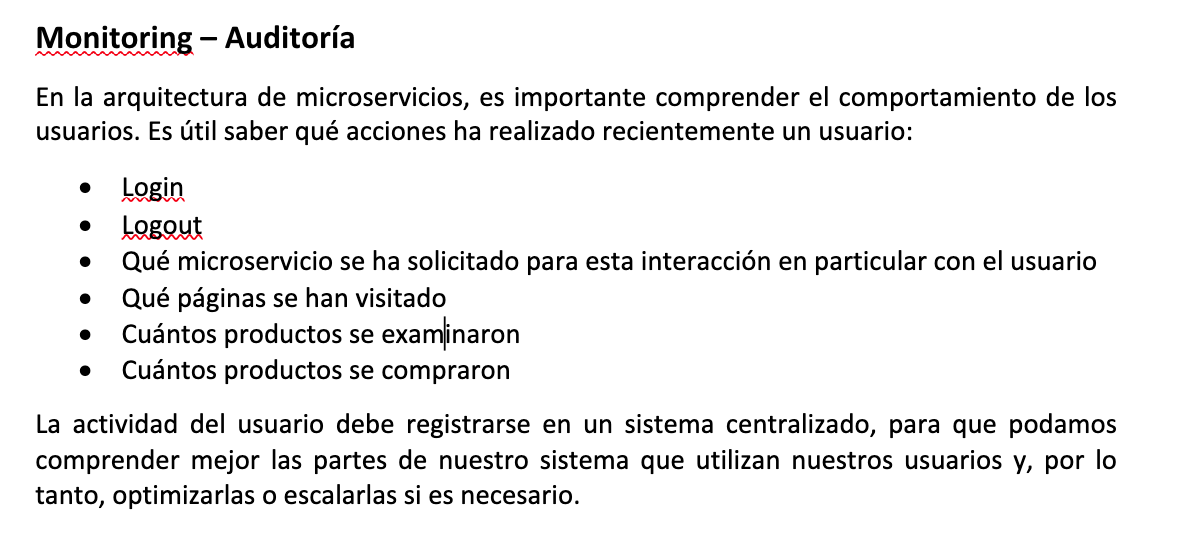 Monitoring – Auditoría
En la arquitectura de microservicios, es importante comprender el comportamiento de los
usuarios. Es útil saber qué acciones ha realizado recientemente un usuario:
• Login
• Logout
• Qué microservicio se ha solicitado para esta interacción en particular con el usuario
• Qué páginas se han visitado
• Cuántos productos se examinaron
• Cuántos productos se compraron
La actividad del usuario debe registrarse en un sistema centralizado, para que podamos
comprender mejor las partes de nuestro sistema que utilizan nuestros usuarios y, por lo
tanto, optimizarlas o escalarlas si es necesario.